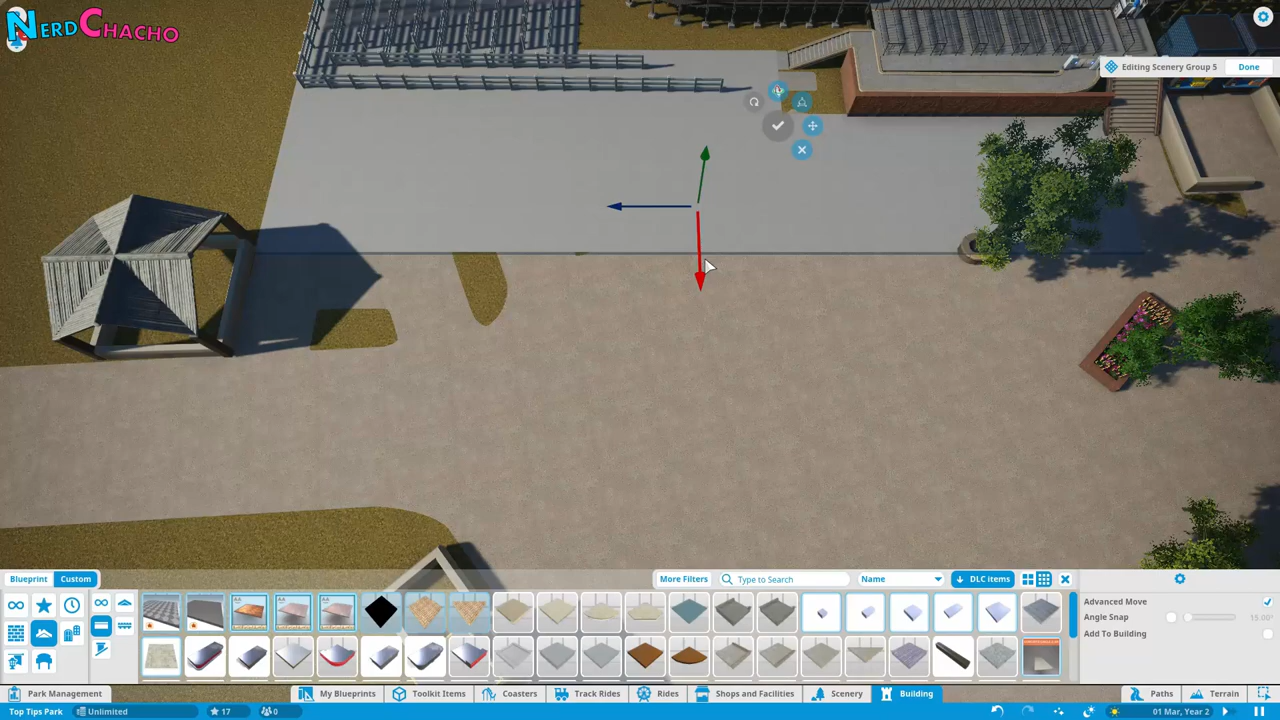 NERDCHACHO
Editing Scenery Group 5
Done
Blueprint
Custom
More Filters
Type to Search
Name
DLC items
Advanced Move
Angle Snap
15.00°
Add To Building
Park Management
My Blueprints
Toolkit Items
Coasters
Track Rides
Rides
Shops and Facilities
Scenery
Building
Paths
Terrain
Top Tips Park
Unlimited
17
0
01 Mar, Year 2